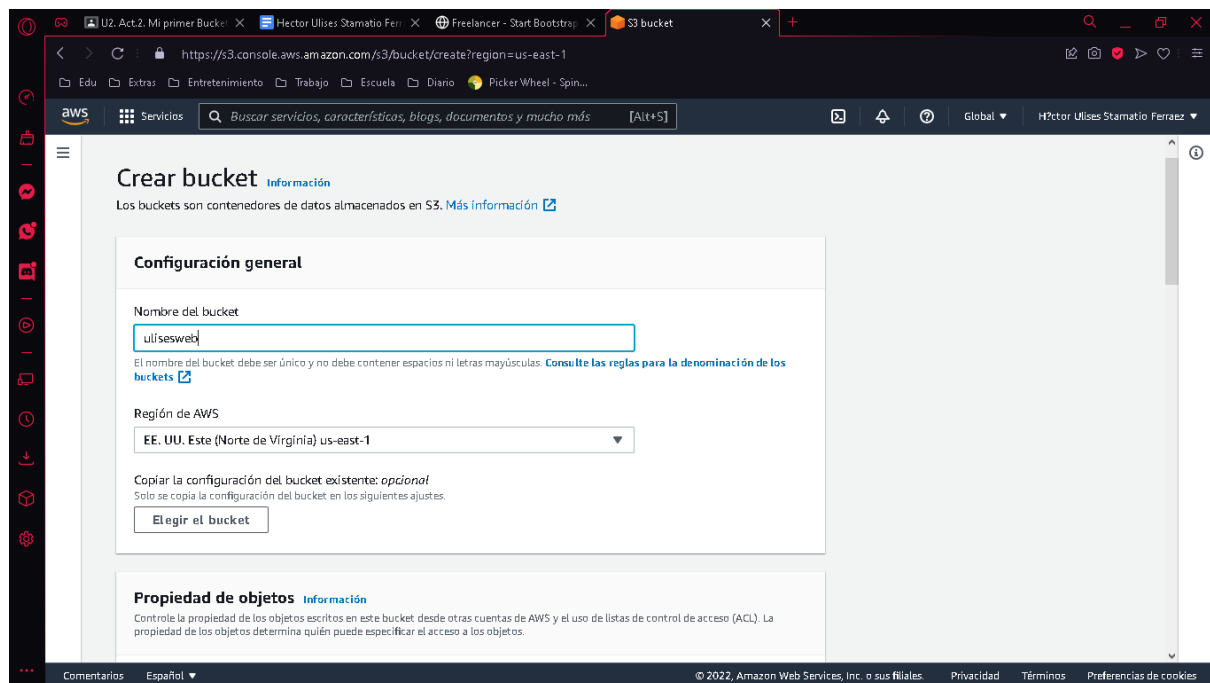 U2. Act.2. Mi primer Bucket
Hector Ulises Stamatio Ferr
Freelancer - Start Bootstrap
S3 bucket
https://s3.console.aws.amazon.com/s3/bucket/create?region=us-east-1
Edu Extras Entretenimiento Trabajo Escuela Diario Picker Wheel - Spin...
aws Servicios Buscar servicios, características, blogs, documentos y mucho más [Alt+S] Global H?ctor Ulises Stamatio Ferraez
Crear bucket Información
Los buckets son contenedores de datos almacenados en S3. Más información
Configuración general
Nombre del bucket
ulisesweb
El nombre del bucket debe ser único y no debe contener espacios ni letras mayúsculas. Consulte las reglas para la denominación de los
buckets
Región de AWS
EE. UU. Este (Norte de Virginia) us-east-1
Copiar la configuración del bucket existente: opcional
Solo se copia la configuración del bucket en los siguientes ajustes.
Elegir el bucket
Propiedad de objetos Información
Controle la propiedad de los objetos escritos en este bucket desde otras cuentas de AWS y el uso de listas de control de acceso (ACL). La
propiedad de los objetos determina quién puede especificar el acceso a los objetos.
Comentarios Español © 2022, Amazon Web Services, Inc. o sus filiales. Privacidad Términos Preferencias de cookies